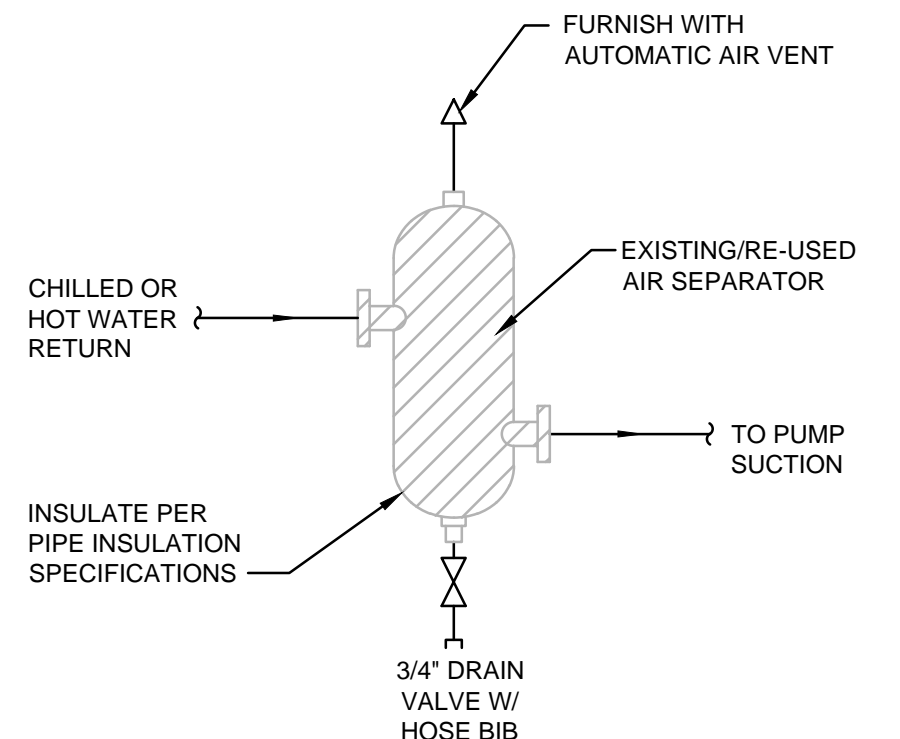 FURNISH WITH
AUTOMATIC AIR VENT
EXISTING/RE-USED
AIR SEPARATOR
CHILLED OR
HOT WATER
RETURN
TO PUMP
SUCTION
INSULATE PER
PIPE INSULATION
SPECIFICATIONS
3/4" DRAIN
VALVE W/
HOSE BIB